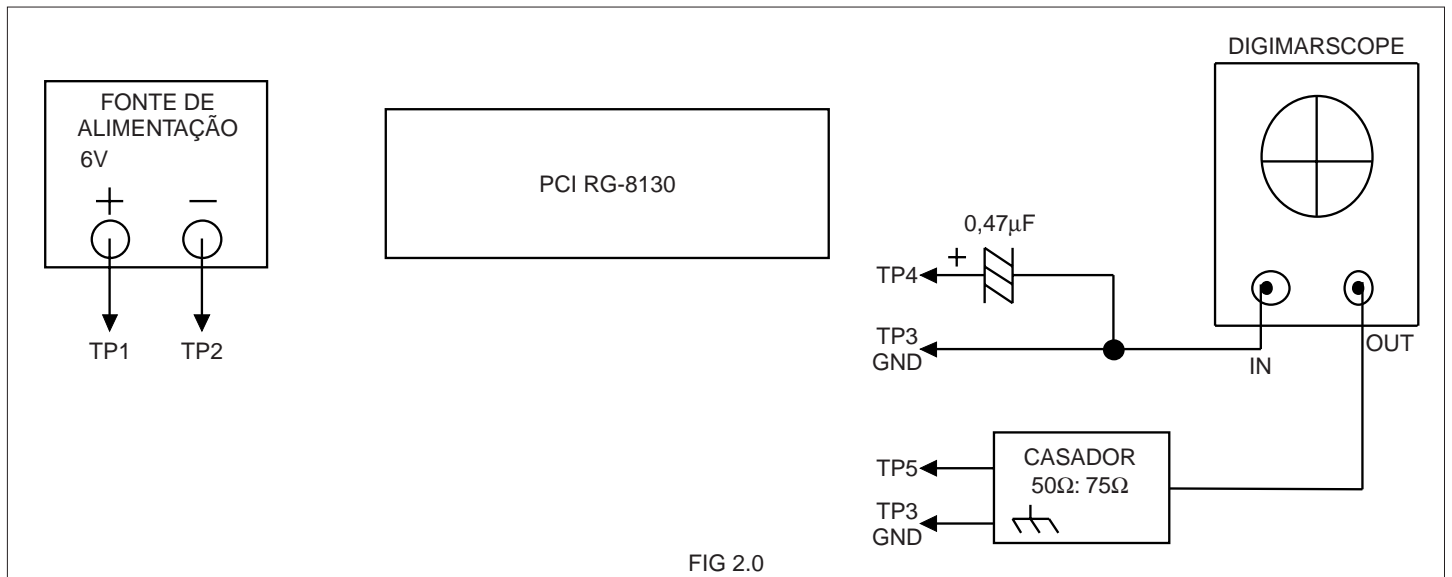 DIGIMARSCOPE
FONTE DE
ALIMENTAÇÃO
6V
+ −
TP1 TP2
PCI RG-8130
0,47μF
+
TP4
TP3
GND
IN
OUT
TP5
TP3
GND
CASADOR
50Ω: 75Ω
FIG 2.0